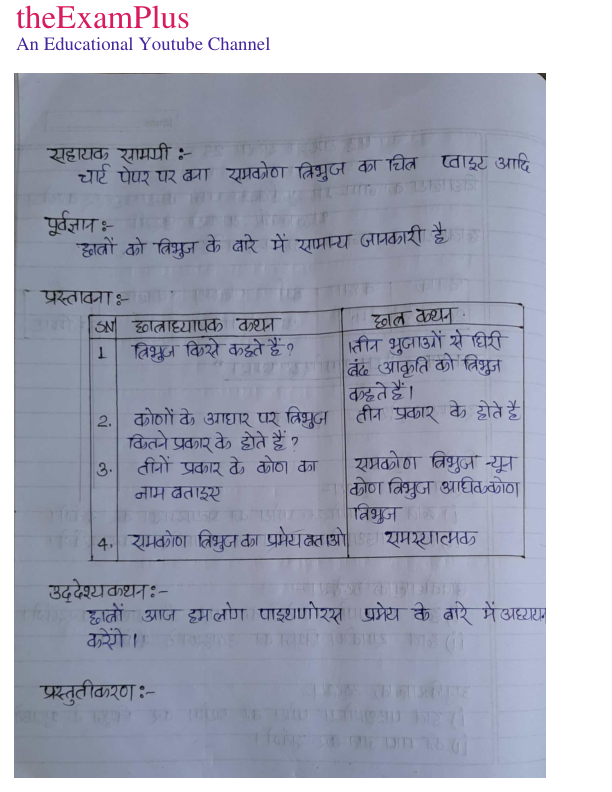 theExamPlus
An Educational Youtube Channel
सहायक सामग्री :-
चार्ट पेपर पर बना समकोण त्रिभुज का चित्र प्वाइंट आदि
पूर्वज्ञान :-
छात्रों को त्रिभुज के बारे में सामान्य जानकारी है
प्रस्तावना :-
SN छात्राध्यापक कथन छात्र कथन
1 त्रिभुज किसे कहते हैं ? तीन भुजाओं से घिरी
बंद आकृति को त्रिभुज
कहते हैं।
2. कोणों के आधार पर त्रिभुज तीन प्रकार के होते है
कितने प्रकार के होते हैं ?
3. तीनों प्रकार के कोण का समकोण त्रिभुज न्यून
नाम बताइए कोण त्रिभुज अधिककोण
त्रिभुज
4. समकोण त्रिभुज का प्रमेय बताओ समस्यात्मक
उद्देश्य कथन :-
छात्रों आज हम लोग पाइथागोरस प्रमेय के बारे में अध्ययन
करेंगे।
प्रस्तुतीकरण :-